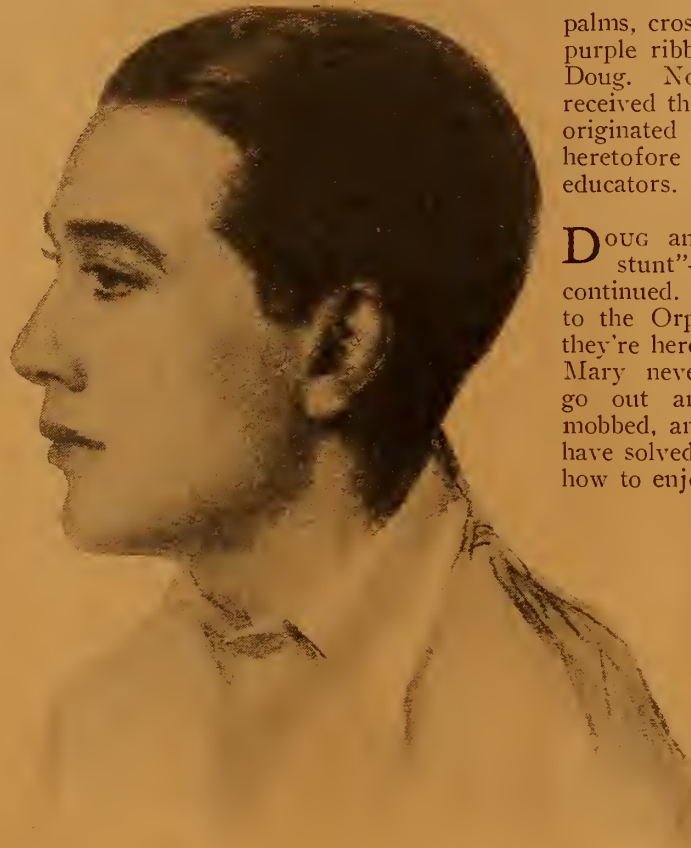 palms, cros
purple ribb
Doug. No
received th
originated
heretofore
educators.
DOUG an
stunt"-
continued.
to the Orp
they're here
Mary neve
go out an
mobbed, an
have solved
how to enj